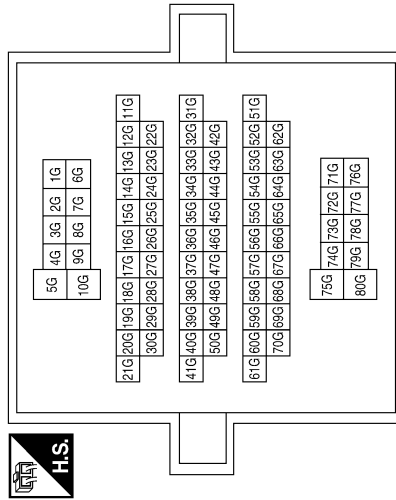 H.S.
5G 4G 3G 2G 1G
10G 9G 8G 7G 6G
21G 20G 19G 18G 17G 16G 15G 14G 13G 12G 11G
30G 29G 28G 27G 26G 25G 24G 23G 22G
41G 40G 39G 38G 37G 36G 35G 34G 33G 32G 31G
50G 49G 48G 47G 46G 45G 44G 43G 42G
61G 60G 59G 58G 57G 56G 55G 54G 53G 52G 51G
70G 69G 68G 67G 66G 65G 64G 63G 62G
75G 74G 73G 72G 71G
80G 79G 78G 77G 76G